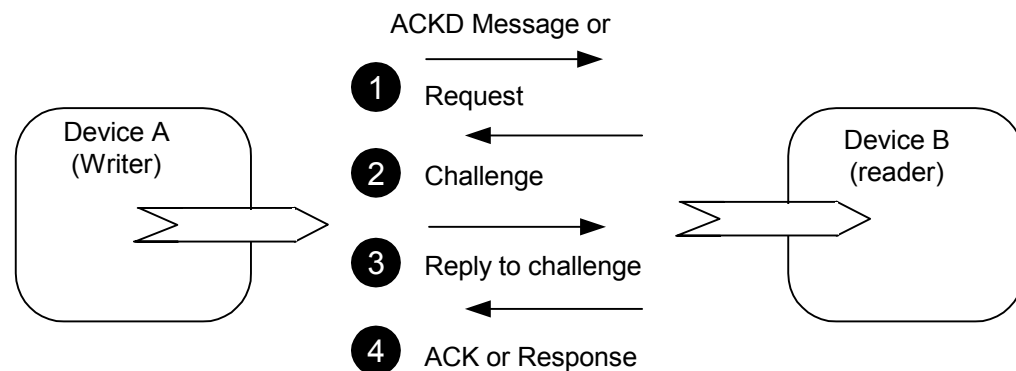 ACKD Message or
1
Request
Device A
(Writer)
Device B
(reader)
2
Challenge
3
Reply to challenge
4
ACK or Response